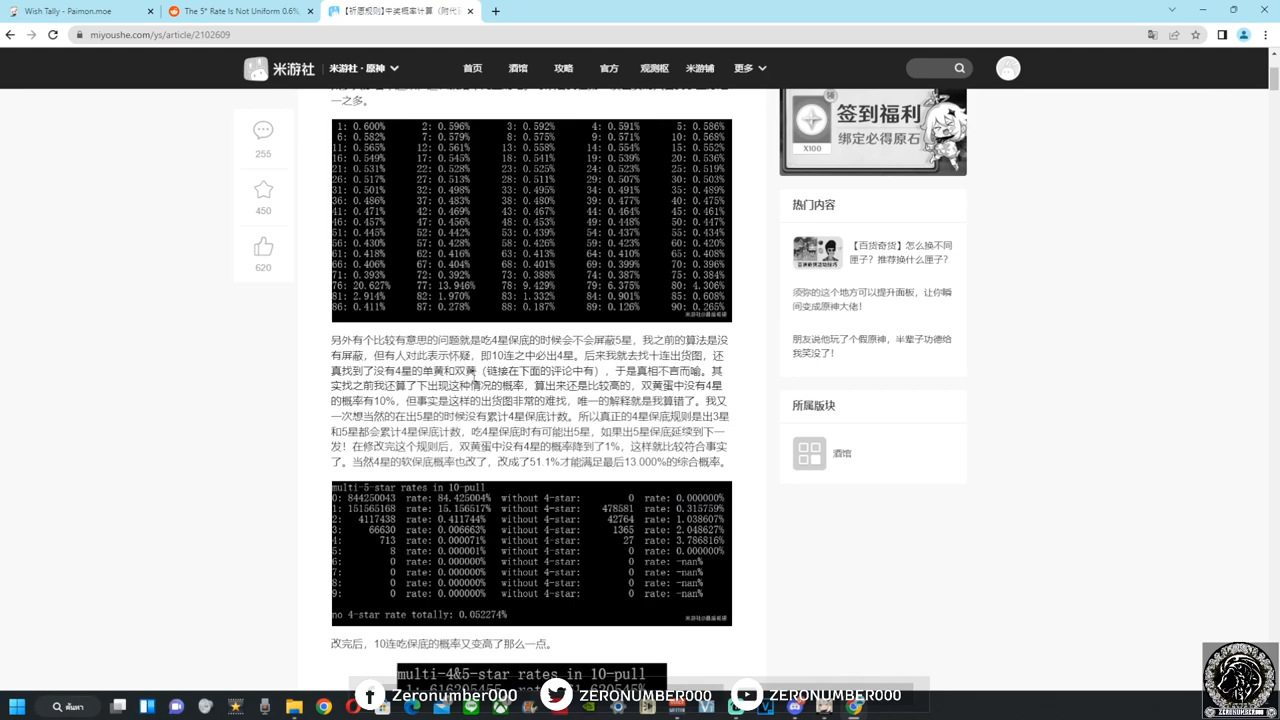 Wish Tally - Paimon.moe
The 5* Rate Is Not Uniform 0.6%
【祈愿规则】中奖概率计算（时代
miyoushe.com/ys/article/2102609
米游社
米游社·原神
首页
酒馆
攻略
官方
观测枢
米游铺
更多
一之多。
255
450
620
1: 0.600% 2: 0.596% 3: 0.592% 4: 0.591% 5: 0.586%
6: 0.582% 7: 0.579% 8: 0.575% 9: 0.571% 10: 0.568%
11: 0.565% 12: 0.561% 13: 0.558% 14: 0.554% 15: 0.552%
16: 0.549% 17: 0.545% 18: 0.541% 19: 0.539% 20: 0.536%
21: 0.531% 22: 0.528% 23: 0.525% 24: 0.523% 25: 0.519%
26: 0.517% 27: 0.513% 28: 0.511% 29: 0.507% 30: 0.503%
31: 0.501% 32: 0.498% 33: 0.495% 34: 0.491% 35: 0.489%
36: 0.486% 37: 0.483% 38: 0.480% 39: 0.477% 40: 0.475%
41: 0.471% 42: 0.469% 43: 0.467% 44: 0.464% 45: 0.461%
46: 0.457% 47: 0.456% 48: 0.452% 49: 0.448% 50: 0.447%
51: 0.445% 52: 0.442% 53: 0.439% 54: 0.437% 55: 0.434%
56: 0.430% 57: 0.428% 58: 0.426% 59: 0.423% 60: 0.420%
61: 0.418% 62: 0.416% 63: 0.413% 64: 0.410% 65: 0.408%
66: 0.406% 67: 0.404% 68: 0.401% 69: 0.399% 70: 0.396%
71: 0.393% 72: 0.392% 73: 0.388% 74: 0.387% 75: 0.384%
76: 20.627% 77: 13.946% 78: 9.429% 79: 6.375% 80: 4.306%
81: 2.914% 82: 1.970% 83: 1.332% 84: 0.901% 85: 0.608%
86: 0.411% 87: 0.278% 88: 0.187% 89: 0.126% 90: 0.265%
另外有个比较有意思的问题就是吃4星保底的时候会不会屏蔽5星，我之前的算法是没
有屏蔽，但有人对此表示怀疑，即10连之中必出4星。后来我就去找十连出货图，还
真找到了没有4星的单黄和双黄（链接在下面的评论中有），于是真相不言而喻。其
实找之前我还算了下出现这种情况的概率，算出来还是比较高的，双黄蛋中没有4星
的概率有10%，但事实是这样的出货图非常的难找，唯一的解释就是我算错了。我又
一次想当然的在出5星的时候没有累计4星保底计数。所以真正的4星保底规则是出3星
和5星都会累计4星保底计数，吃4星保底时有可能出5星，如果出5星保底延续到下一
发！在修改完这个规则后，双黄蛋中没有4星的概率降到了1%，这样就比较符合事实
了。当然4星的软保底概率也改了，改成了51.1%才能满足最后13.000%的综合概率。
multi-5-star rates in 10-pull
0: 844250043 rate: 84.425004% without 4-star: 0 rate: 0.000000%
1: 151565168 rate: 15.156517% without 4-star: 478581 rate: 0.315759%
2: 4117438 rate: 0.411744% without 4-star: 42764 rate: 1.038607%
3: 66630 rate: 0.006663% without 4-star: 1365 rate: 2.048627%
4: 713 rate: 0.000071% without 4-star: 27 rate: 3.786816%
5: 8 rate: 0.000001% without 4-star: 0 rate: 0.000000%
6: 0 rate: 0.000000% without 4-star: 0 rate: -nan%
7: 0 rate: 0.000000% without 4-star: 0 rate: -nan%
8: 0 rate: 0.000000% without 4-star: 0 rate: -nan%
9: 0 rate: 0.000000% without 4-star: 0 rate: -nan%
no 4-star rate totally: 0.052274%
改完后，10连吃保底的概率又变高了那么一点。
multi-4&5-star rates in 10-pull
签到福利
绑定必得原石
X100
热门内容
【百货奇货】怎么换不同
匣子？推荐换什么匣子？
须弥的这个地方可以提升面板，让你瞬
间变成原神大佬！
朋友说他玩了个假原神，半辈子功德给
我笑没了！
所属版块
酒馆
Zeronumber000
ZERONUMBER000
ZERONUMBER000
ค้นหา
ZERONUMBER000